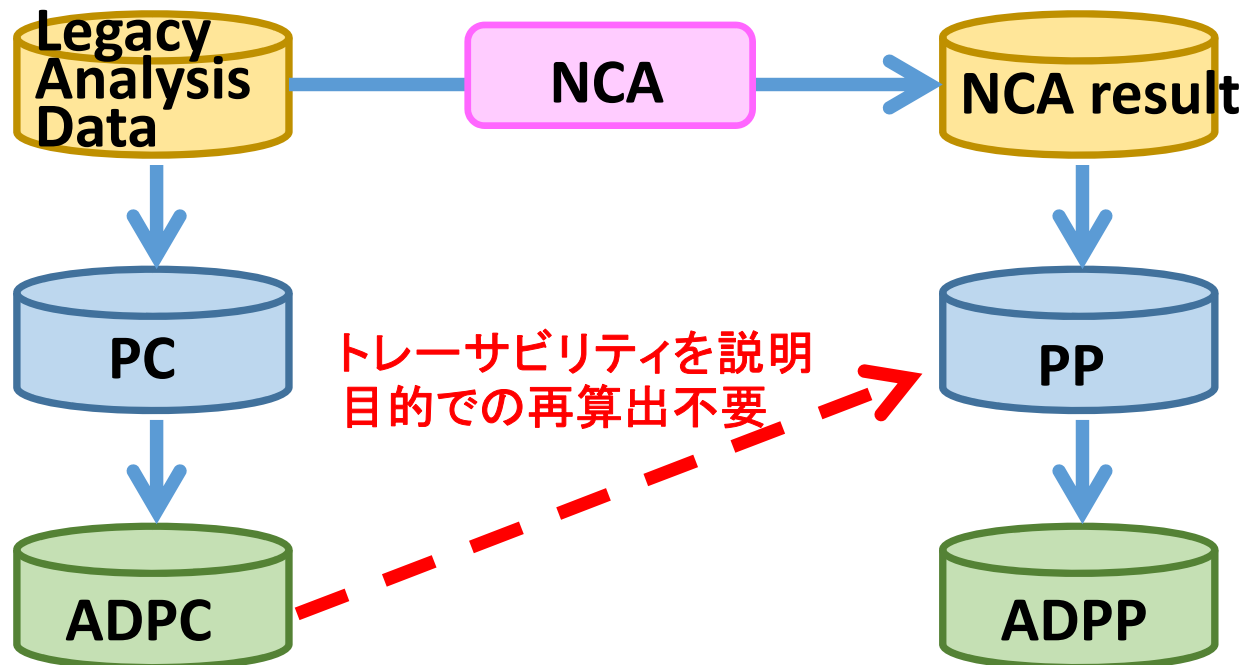 Legacy
Analysis
Data
NCA
NCA result
PC
トレーサビリティを説明
目的での再算出不要
PP
ADPC
ADPP